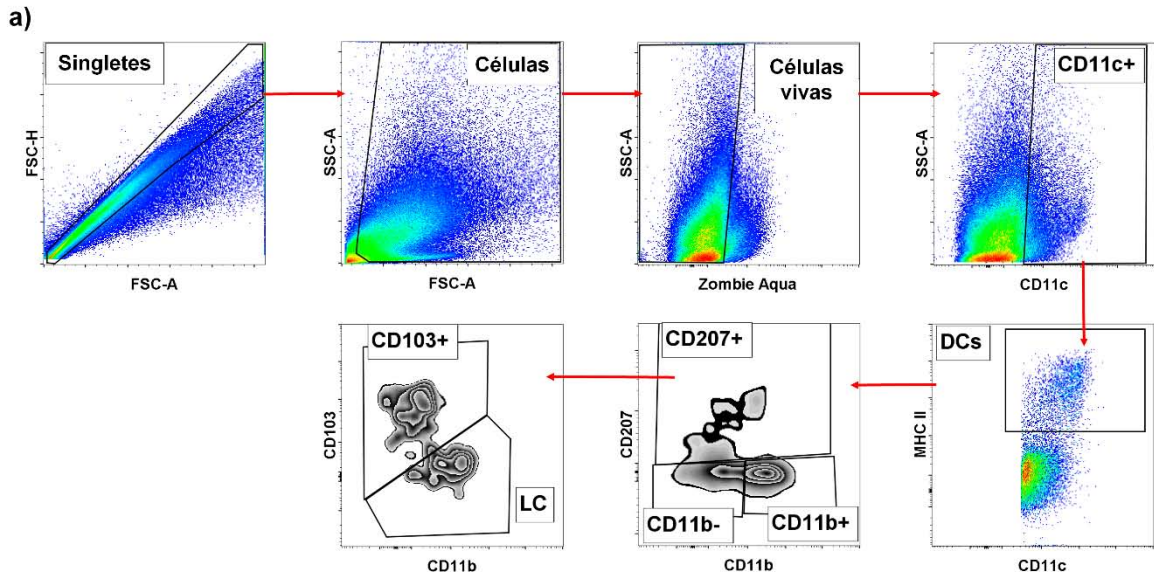 a)
Singletes
FSC-H
FSC-A
Células
SSC-A
FSC-A
Células
vivas
SSC-A
Zombie Aqua
CD11c+
SSC-A
CD11c
CD103+
LC
CD103
CD11b
CD207+
CD11b-
CD11b+
CD207
CD11b
DCs
MHC II
CD11c